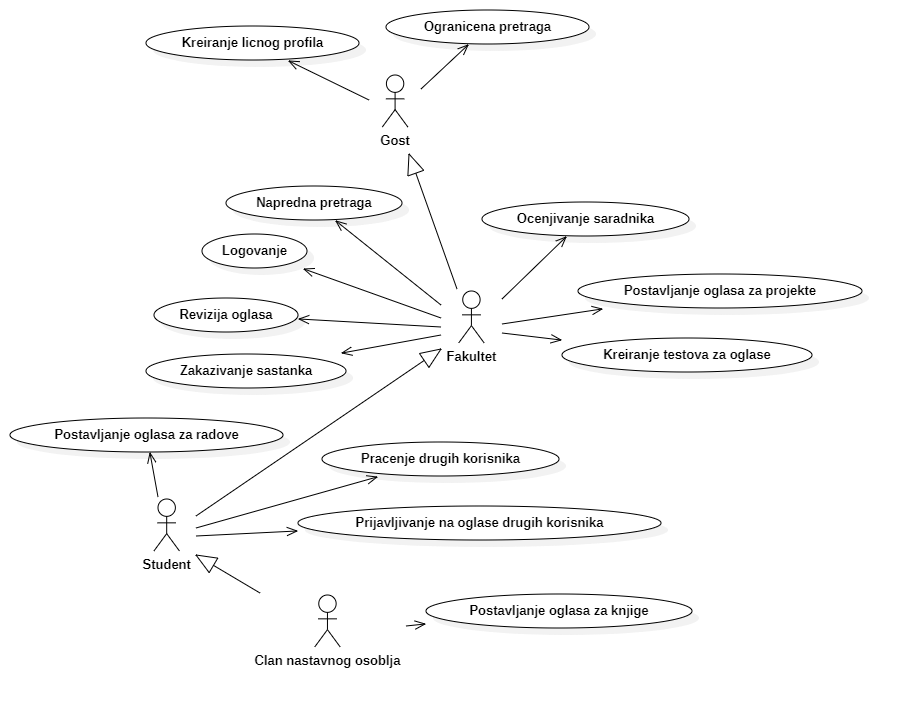 Ogranicena pretraga
Kreiranje licnog profila
Gost
Napredna pretraga
Ocenjivanje saradnika
Logovanje
Postavljanje oglasa za projekte
Revizija oglasa
Fakultet
Kreiranje testova za oglase
Zakazivanje sastanka
Postavljanje oglasa za radove
Pracenje drugih korisnika
Prijavljivanje na oglase drugih korisnika
Student
Postavljanje oglasa za knjige
Clan nastavnog osoblja